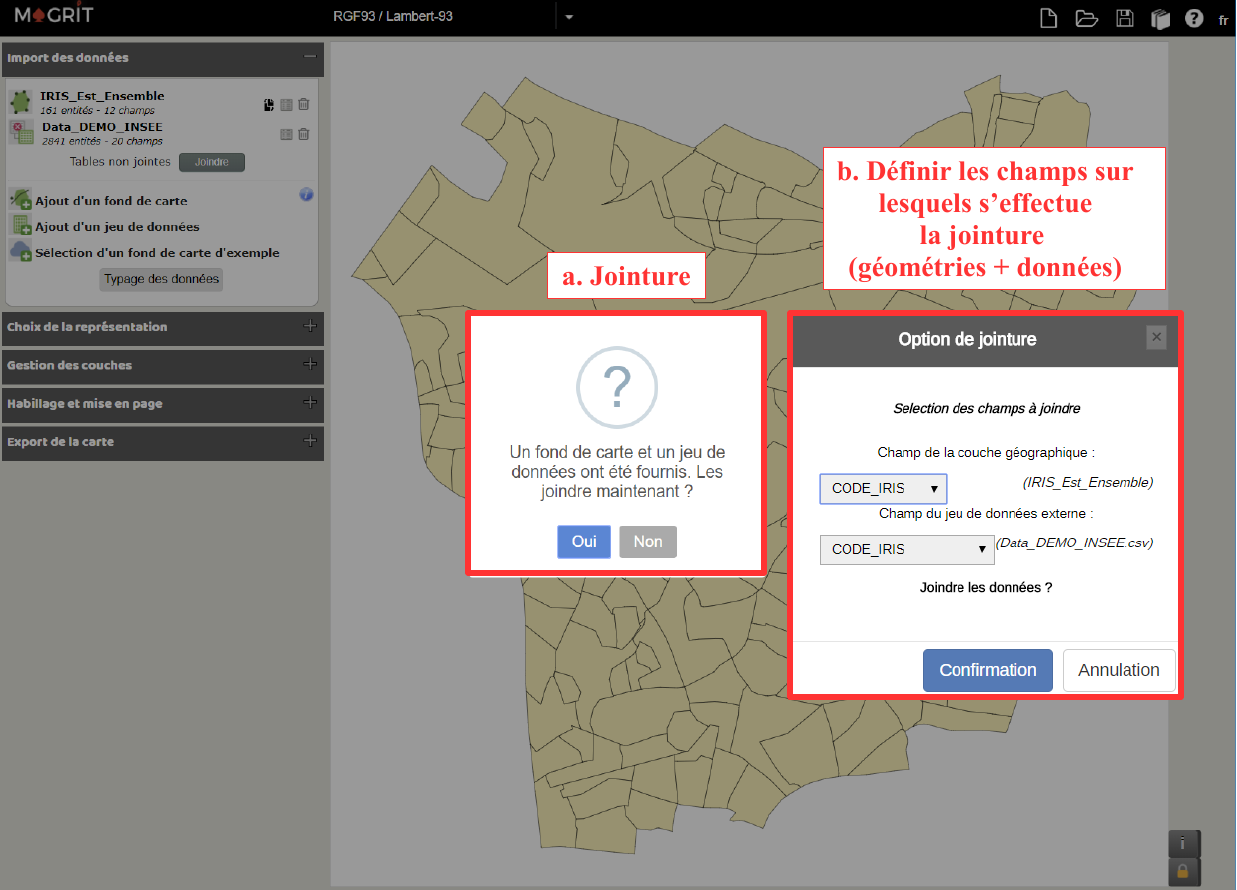 MAGRIT
RGF93 / Lambert-93
fr
Import des données
IRIS_Est_Ensemble
161 entités - 12 champs
Data_DEMO_INSEE
2841 entités - 20 champs
Tables non jointes Joindre
Ajout d'un fond de carte
Ajout d'un jeu de données
Sélection d'un fond de carte d'exemple
Typage des données
Choix de la représentation
Gestion des couches
Habillage et mise en page
Export de la carte
a. Jointure
?
Un fond de carte et un jeu de
données ont été fournis. Les
joindre maintenant ?
Oui Non
b. Définir les champs sur
lesquels s’effectue
la jointure
(géométries + données)
Option de jointure
Selection des champs à joindre
Champ de la couche géographique :
CODE_IRIS (IRIS_Est_Ensemble)
Champ du jeu de données externe :
CODE_IRIS (Data_DEMO_INSEE.csv)
Joindre les données ?
Confirmation Annulation
i